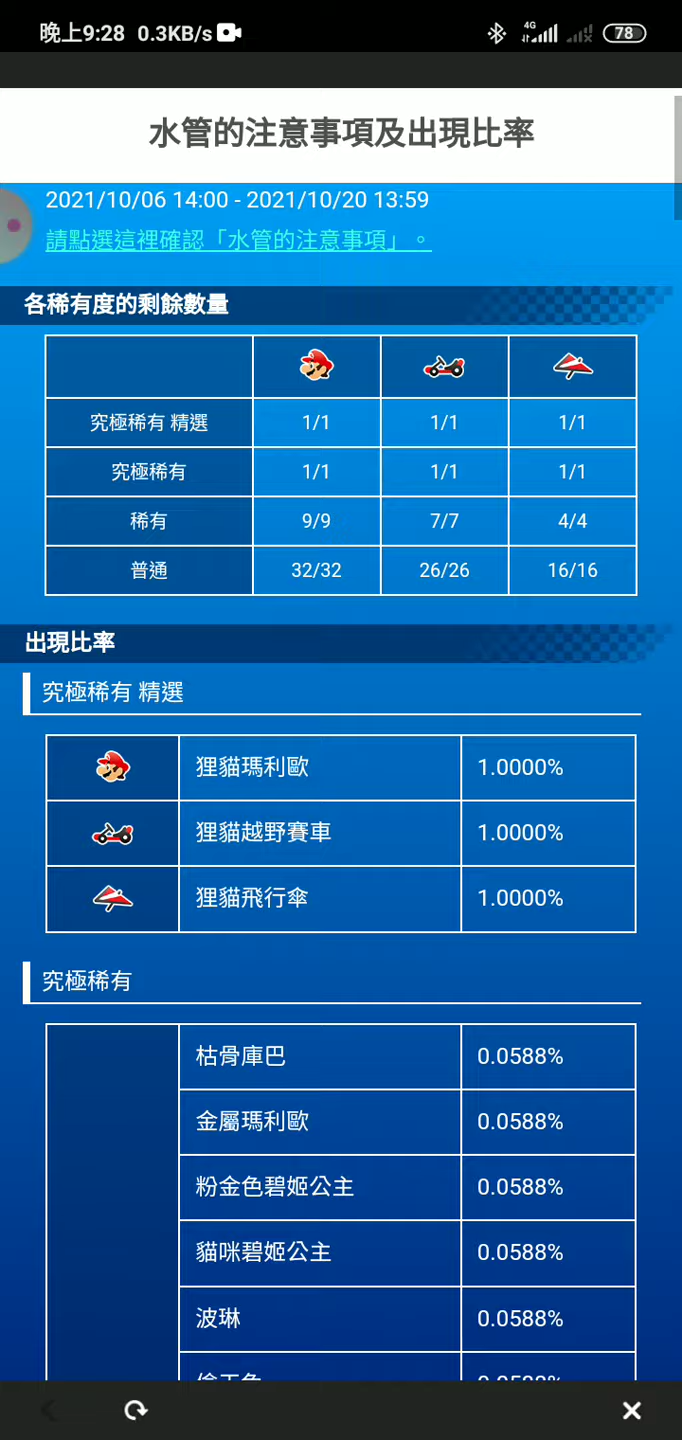 晚上9:28 0.3KB/s 4G 78
水管的注意事項及出現比率
2021/10/06 14:00 - 2021/10/20 13:59
請點選這裡確認「水管的注意事項」。
各稀有度的剩餘數量
究極稀有 精選 1/1 1/1 1/1
究極稀有 1/1 1/1 1/1
稀有 9/9 7/7 4/4
普通 32/32 26/26 16/16
出現比率
究極稀有 精選
狸貓瑪利歐 1.0000%
狸貓越野賽車 1.0000%
狸貓飛行傘 1.0000%
究極稀有
枯骨庫巴 0.0588%
金屬瑪利歐 0.0588%
粉金色碧姬公主 0.0588%
貓咪碧姬公主 0.0588%
波琳 0.0588%